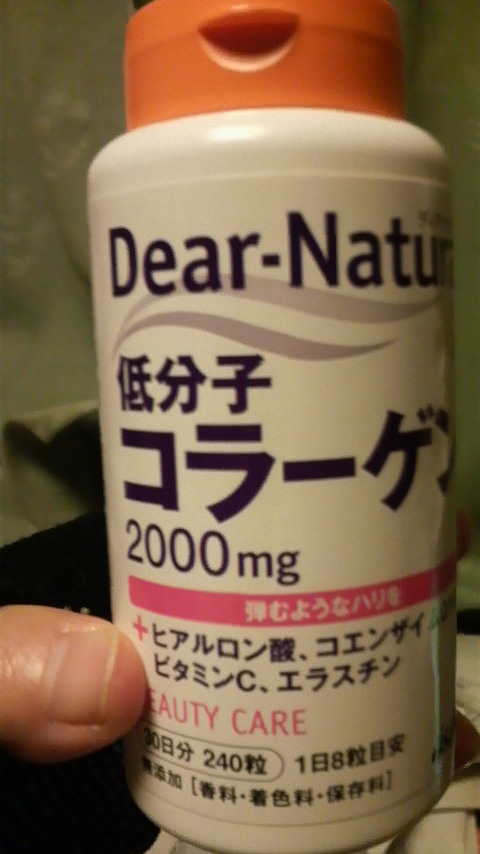 Dear-Natura
低分子
コラーゲン
2000mg
弾むようなハリを
+ヒアルロン酸、コエンザイ
ビタミンC、エラスチン
BEAUTY CARE
30日分 240粒 1日8粒目安
無添加［香料・着色料・保存料］